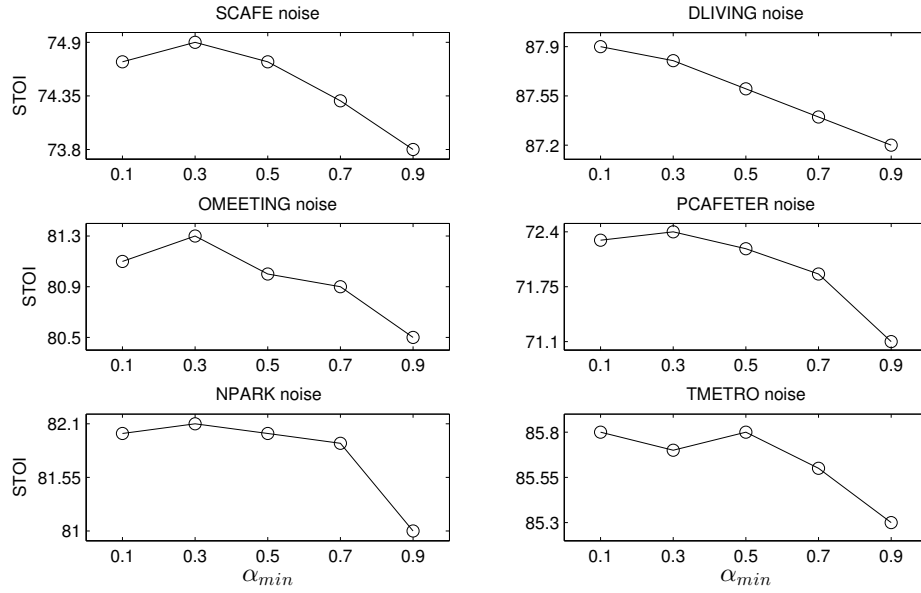 SCAFE noise
STOI
74.9
74.35
73.8
0.1 0.3 0.5 0.7 0.9
DLIVING noise
87.9
87.55
87.2
0.1 0.3 0.5 0.7 0.9
OMEETING noise
STOI
81.3
80.9
80.5
0.1 0.3 0.5 0.7 0.9
PCAFETER noise
72.4
71.75
71.1
0.1 0.3 0.5 0.7 0.9
NPARK noise
STOI
82.1
81.55
81
0.1 0.3 0.5 0.7 0.9
α_min
TMETRO noise
85.8
85.55
85.3
0.1 0.3 0.5 0.7 0.9
α_min